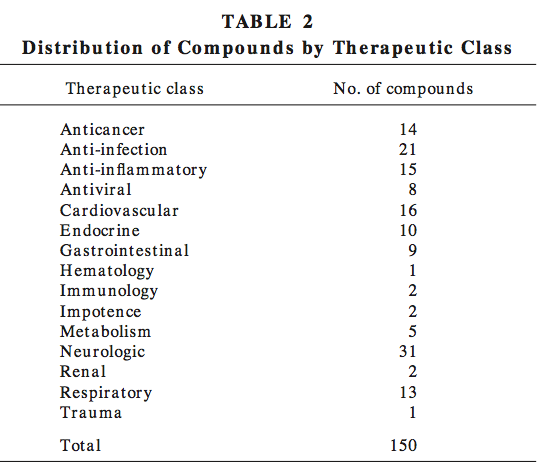 TABLE 2
Distribution of Compounds by Therapeutic Class
Therapeutic class No. of compounds
Anticancer 14
Anti-infection 21
Anti-inflammatory 15
Antiviral 8
Cardiovascular 16
Endocrine 10
Gastrointestinal 9
Hematology 1
Immunology 2
Impotence 2
Metabolism 5
Neurologic 31
Renal 2
Respiratory 13
Trauma 1
Total 150